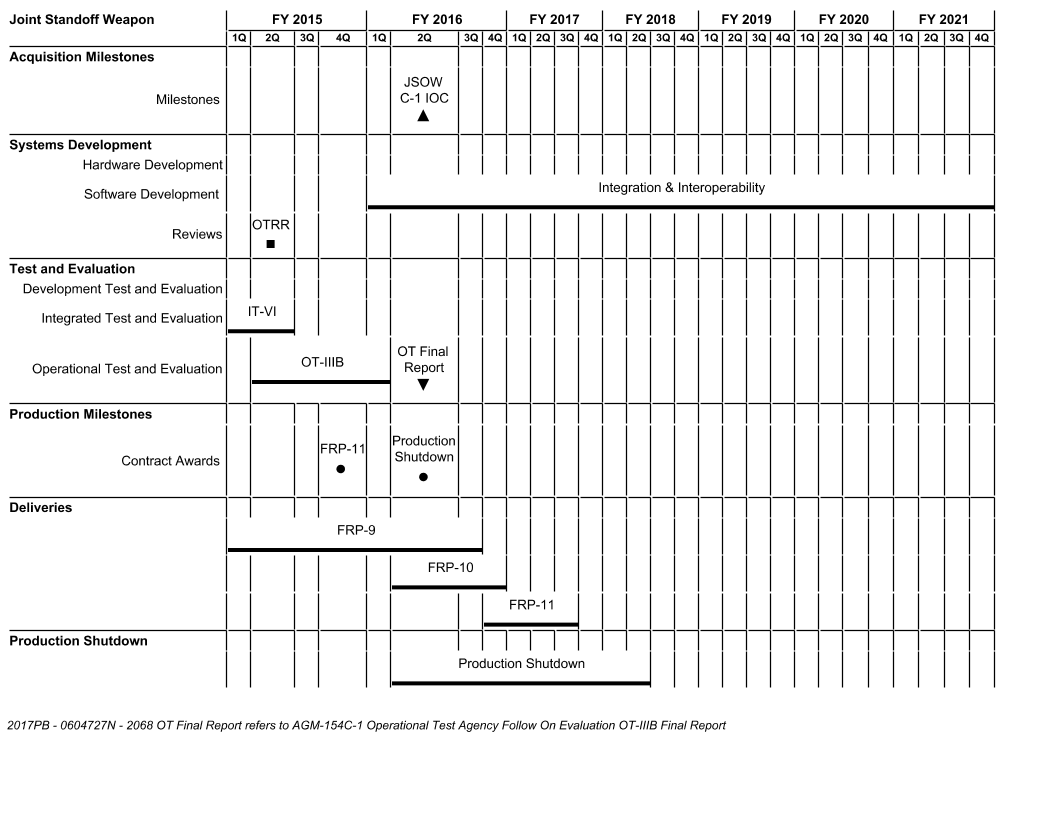 Joint Standoff Weapon FY 2015 FY 2016 FY 2017 FY 2018 FY 2019 FY 2020 FY 2021
1Q 2Q 3Q 4Q 1Q 2Q 3Q 4Q 1Q 2Q 3Q 4Q 1Q 2Q 3Q 4Q 1Q 2Q 3Q 4Q 1Q 2Q 3Q 4Q 1Q 2Q 3Q 4Q
Acquisition Milestones
Milestones
JSOW
C-1 IOC
Systems Development
Hardware Development
Software Development
Integration & Interoperability
Reviews
OTRR
Test and Evaluation
Development Test and Evaluation
Integrated Test and Evaluation
IT-VI
Operational Test and Evaluation
OT-IIIB
OT Final
Report
Production Milestones
Contract Awards
FRP-11
Production
Shutdown
Deliveries
FRP-9
FRP-10
FRP-11
Production Shutdown
Production Shutdown
2017PB - 0604727N - 2068 OT Final Report refers to AGM-154C-1 Operational Test Agency Follow On Evaluation OT-IIIB Final Report